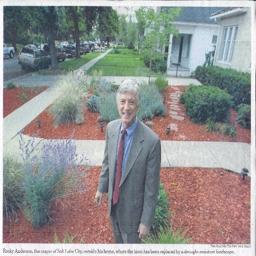 Rocky Anderson, then mayor of Salt Lake City, outside his home, where the lawn has been replaced by a drought-resistant landscape.